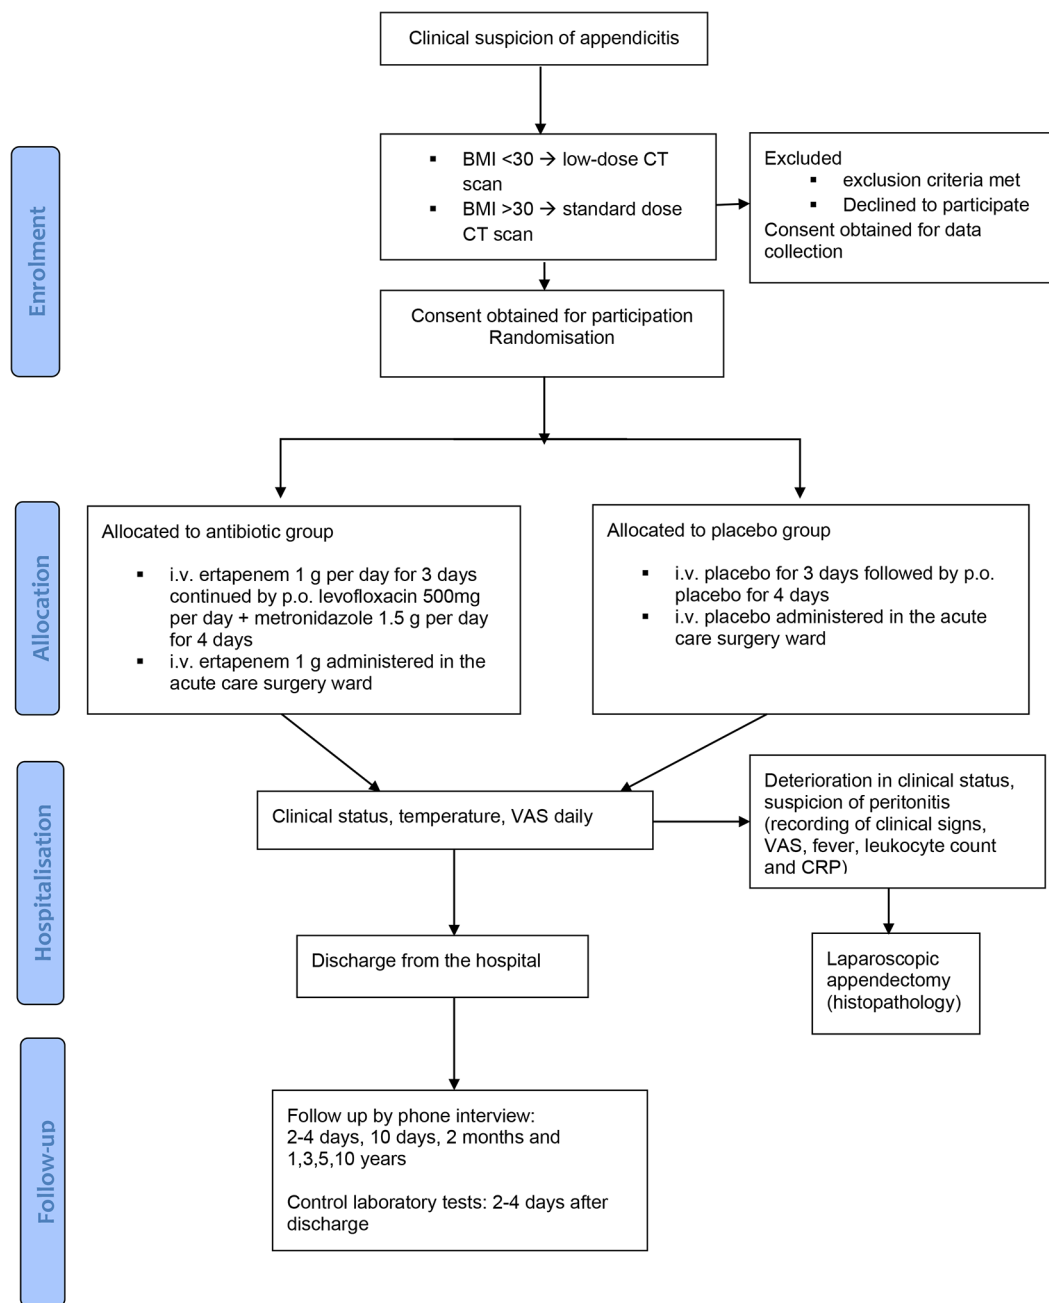 Clinical suspicion of appendicitis
Enrolment
▪ BMI <30 → low-dose CT
scan
▪ BMI >30 → standard dose
CT scan
Excluded
▪ exclusion criteria met
▪ Declined to participate
Consent obtained for data
collection
Consent obtained for participation
Randomisation
Allocation
Allocated to antibiotic group
▪ i.v. ertapenem 1 g per day for 3 days
continued by p.o. levofloxacin 500mg
per day + metronidazole 1.5 g per day
for 4 days
▪ i.v. ertapenem 1 g administered in the
acute care surgery ward
Allocated to placebo group
▪ i.v. placebo for 3 days followed by p.o.
placebo for 4 days
▪ i.v. placebo administered in the acute
care surgery ward
Hospitalisation
Clinical status, temperature, VAS daily
Deterioration in clinical status,
suspicion of peritonitis
(recording of clinical signs,
VAS, fever, leukocyte count
and CRP)
Discharge from the hospital
Laparoscopic
appendectomy
(histopathology)
Follow-up
Follow up by phone interview:
2-4 days, 10 days, 2 months and
1,3,5,10 years
Control laboratory tests: 2-4 days after
discharge